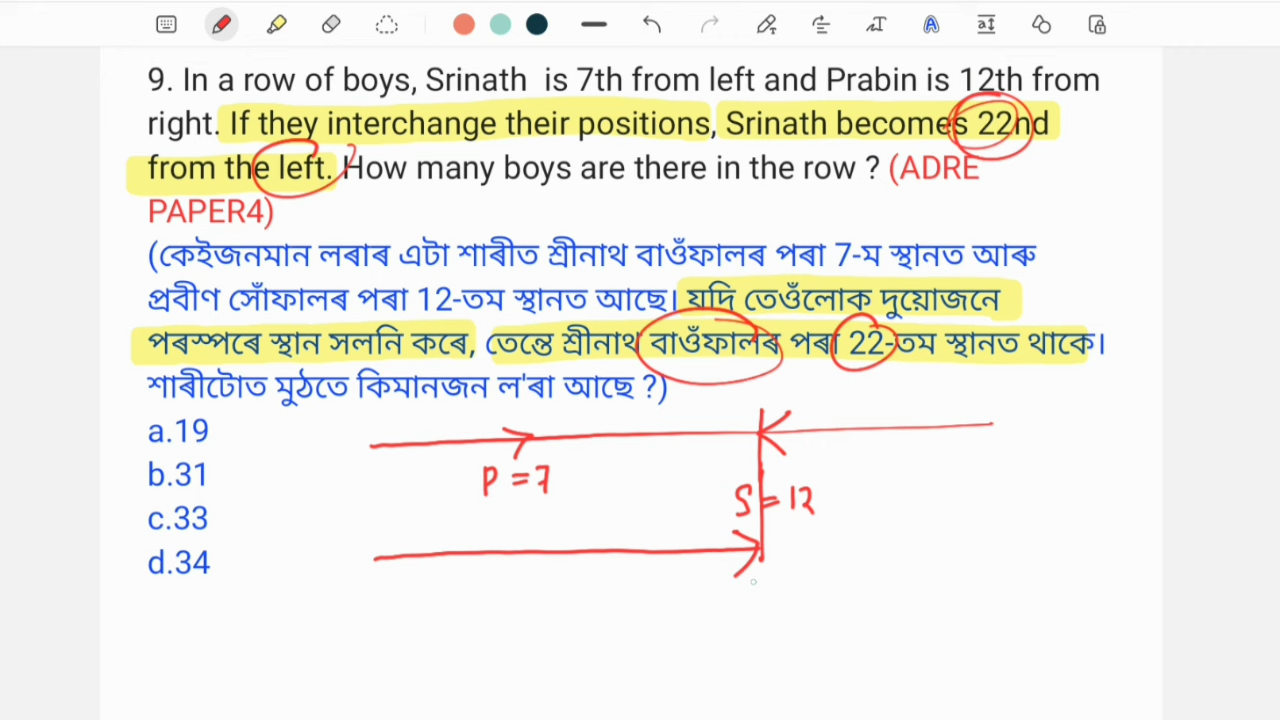 9. In a row of boys, Srinath is 7th from left and Prabin is 12th from
right. If they interchange their positions, Srinath becomes 22nd
from the left. How many boys are there in the row ? (ADRE
PAPER4)
(কেইজনমান লৰাৰ এটা শাৰীত শ্রীনাথ বাওঁফালৰ পৰা 7-ম স্থানত আৰু
প্ৰবীণ সোঁফালৰ পৰা 12-তম স্থানত আছে। যদি তেওঁলোক দুয়োজনে
পৰস্পৰে স্থান সলনি কৰে, তেন্তে শ্রীনাথ বাওঁফালৰ পৰা 22-তম স্থানত থাকে।
শাৰীটোত মুঠতে কিমানজন ল'ৰা আছে ?)
a.19
b.31
c.33
d.34
P = 7
S = 12